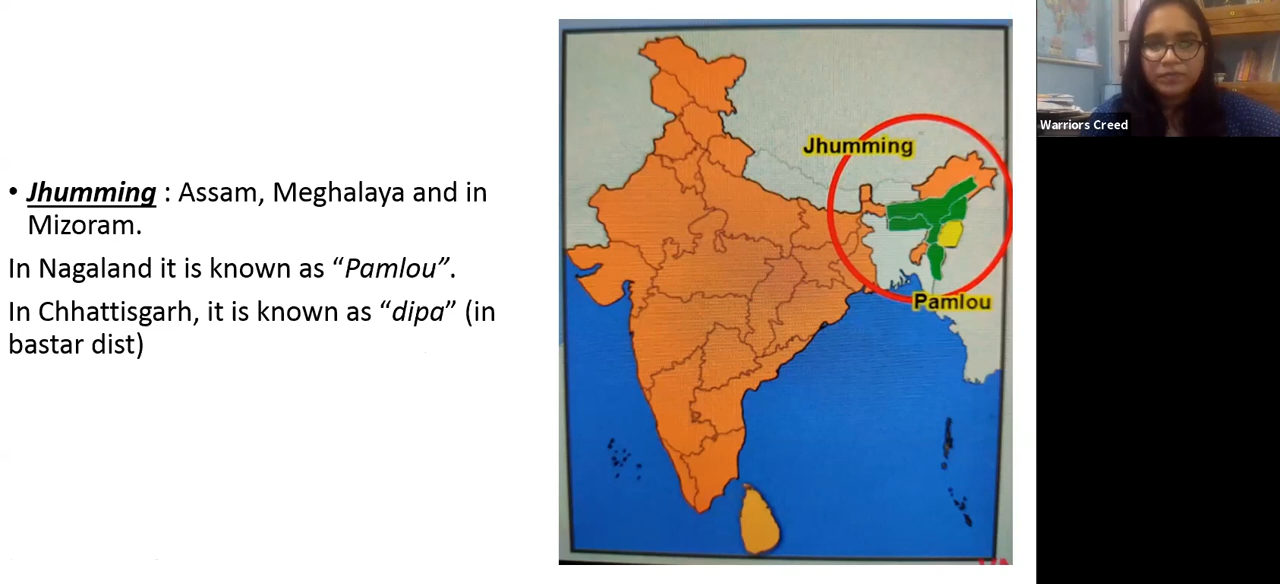 • Jhumming : Assam, Meghalaya and in
Mizoram.
In Nagaland it is known as “Pamlou”.
In Chhattisgarh, it is known as “dipa” (in
bastar dist)
Jhumming
Pamlou
Warriors Creed